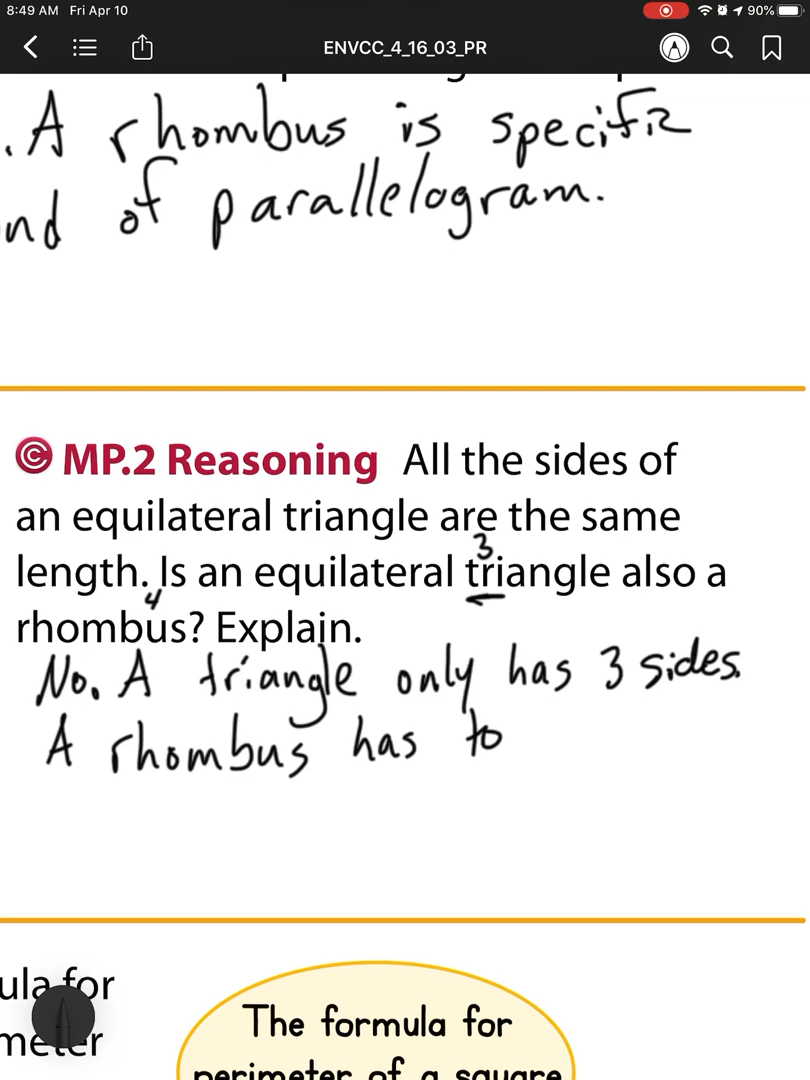 8:49 AM Fri Apr 10
90%
ENVCC_4_16_03_PR
. A rhombus is specific
nd of parallelogram.
© MP.2 Reasoning All the sides of
an equilateral triangle are the same
3
length. Is an equilateral triangle also a
4
rhombus? Explain.
No. A triangle only has 3 sides.
A rhombus has to
ula for
meter
The formula for
perimeter of a square